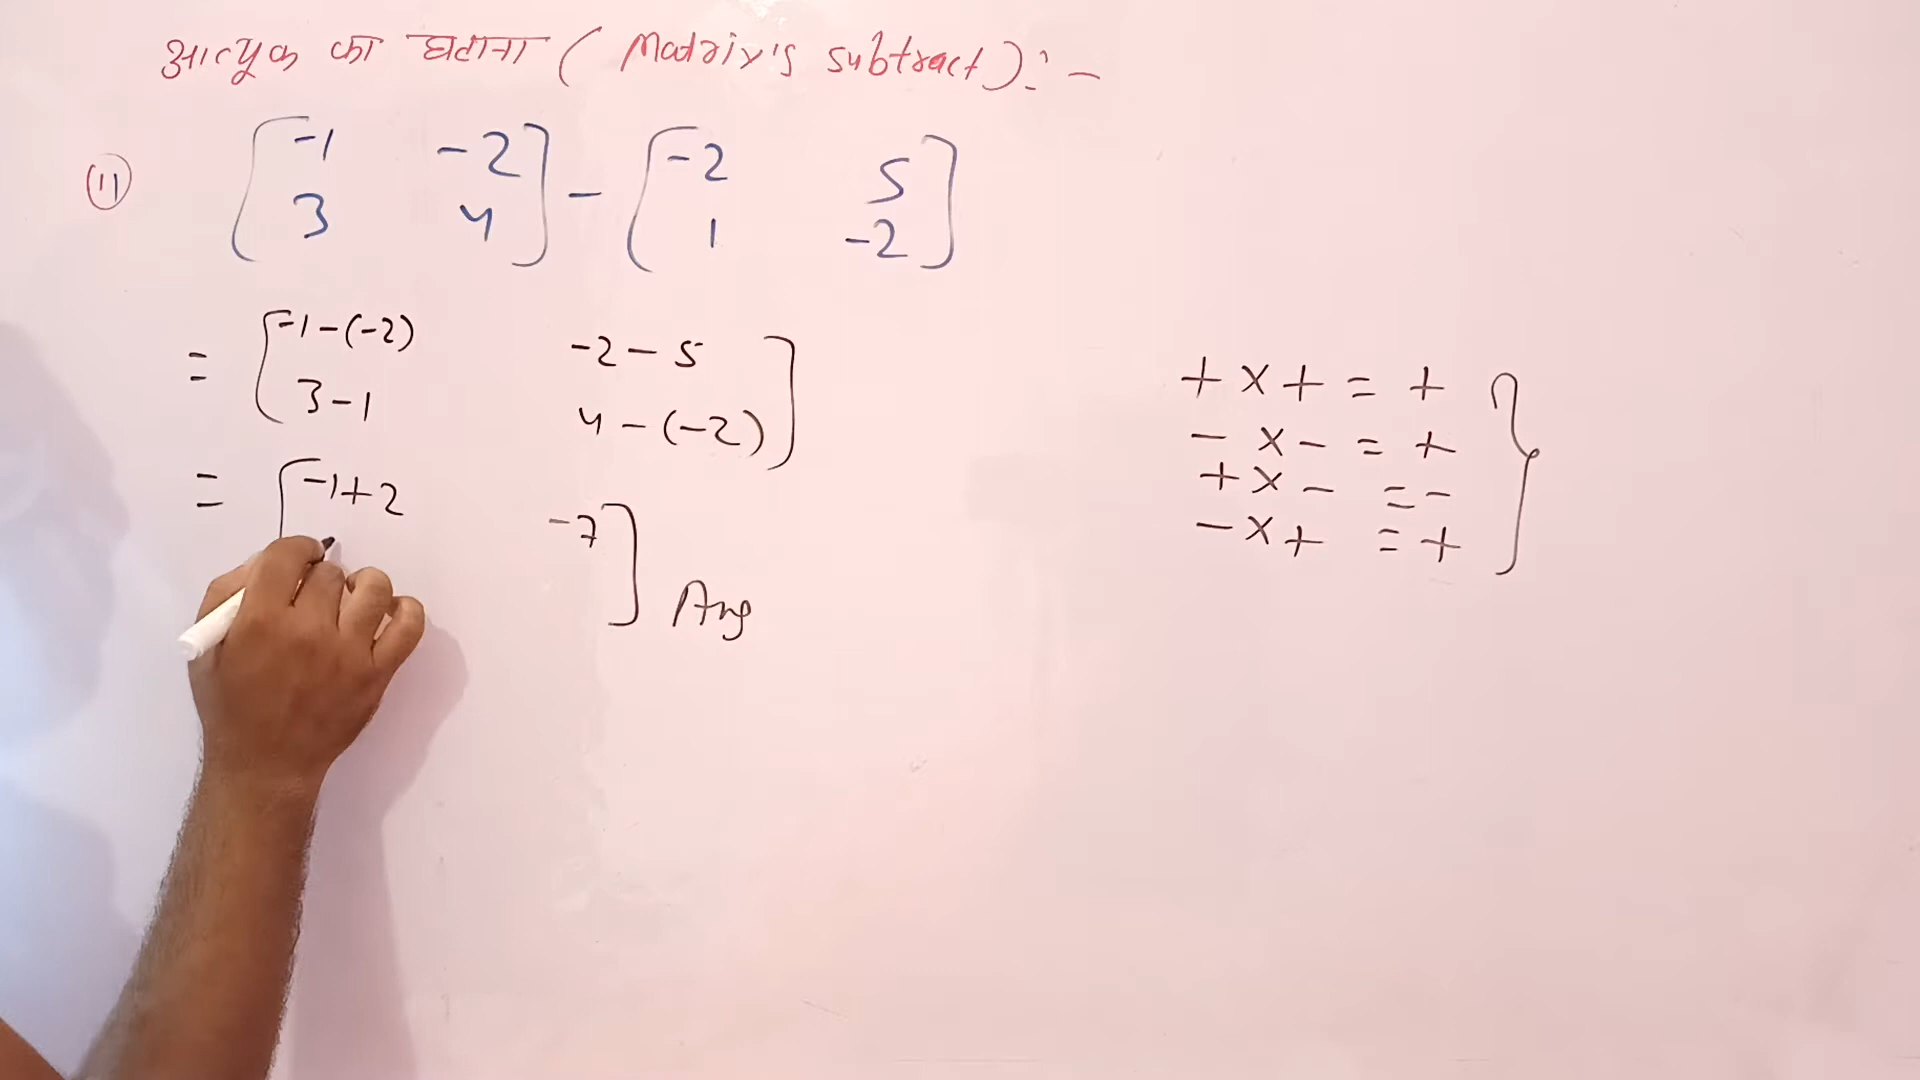 आव्यूह का घटाना ( Matrix's subtract ) : -
(11) [ -1 -2 ] - [ -2 5 ]
3 4 1 -2
= [ -1-(-2) -2-5 ]
3-1 4-(-2)
= [ -1+2 -7 ]
Ans
+ x + = +
- x - = +
+ x - = -
- x + = +